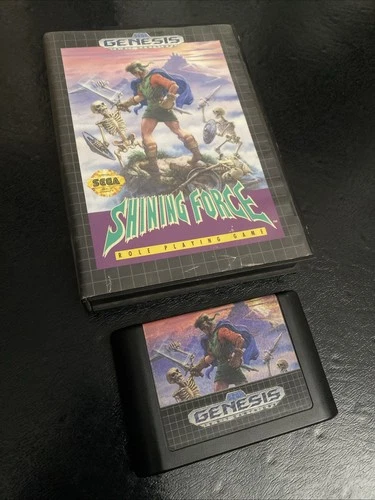 GENESIS
SEGA
SHINING FORCE
ROLE PLAYING GAME
GENESIS